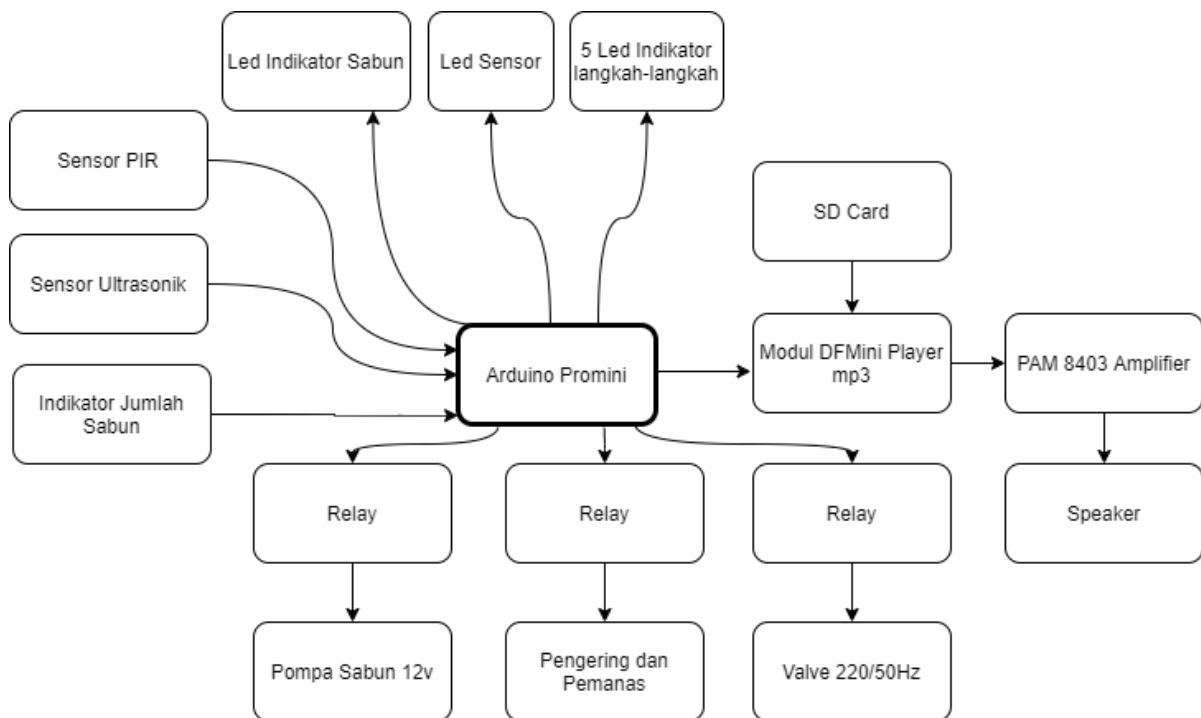 Led Indikator Sabun
Led Sensor
5 Led Indikator
langkah-langkah
Sensor PIR
SD Card
Sensor Ultrasonik
Arduino Promini
Modul DFMini Player
mp3
PAM 8403 Amplifier
Indikator Jumlah
Sabun
Relay
Relay
Relay
Speaker
Pompa Sabun 12v
Pengering dan
Pemanas
Valve 220/50Hz